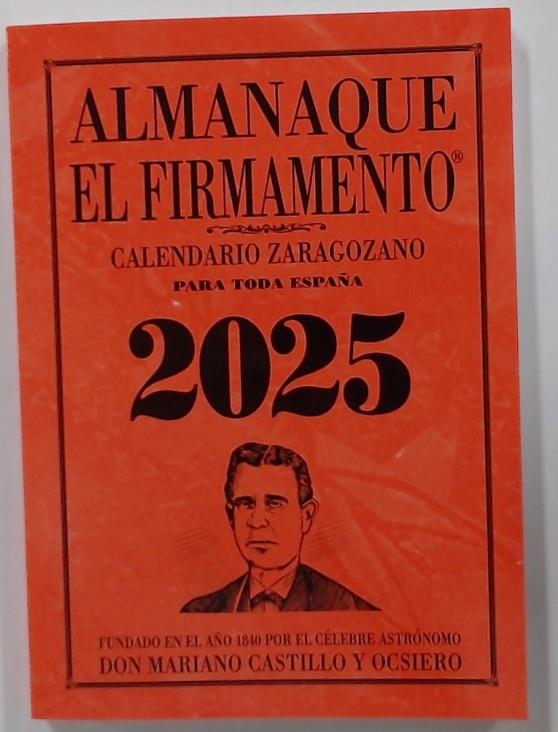 ALMANAQUE
EL FIRMAMENTO®
CALENDARIO ZARAGOZANO
PARA TODA ESPAÑA
2025
FUNDADO EN EL AÑO 1840 POR EL CÉLEBRE ASTRÓNOMO
DON MARIANO CASTILLO Y OCSIERO